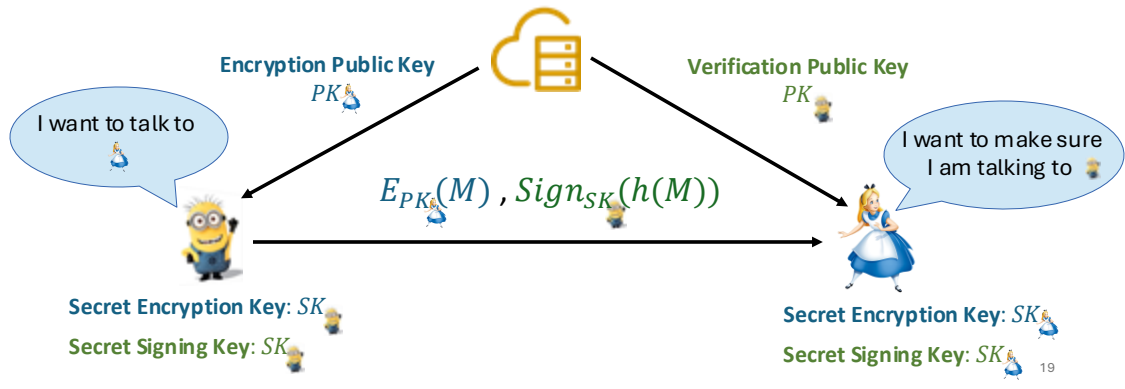 Encryption Public Key
PK
Verification Public Key
PK
I want to talk to
I want to make sure
I am talking to
E_PK(M) , Sign_SK(h(M))
Secret Encryption Key: SK
Secret Signing Key: SK
Secret Encryption Key: SK
Secret Signing Key: SK
19